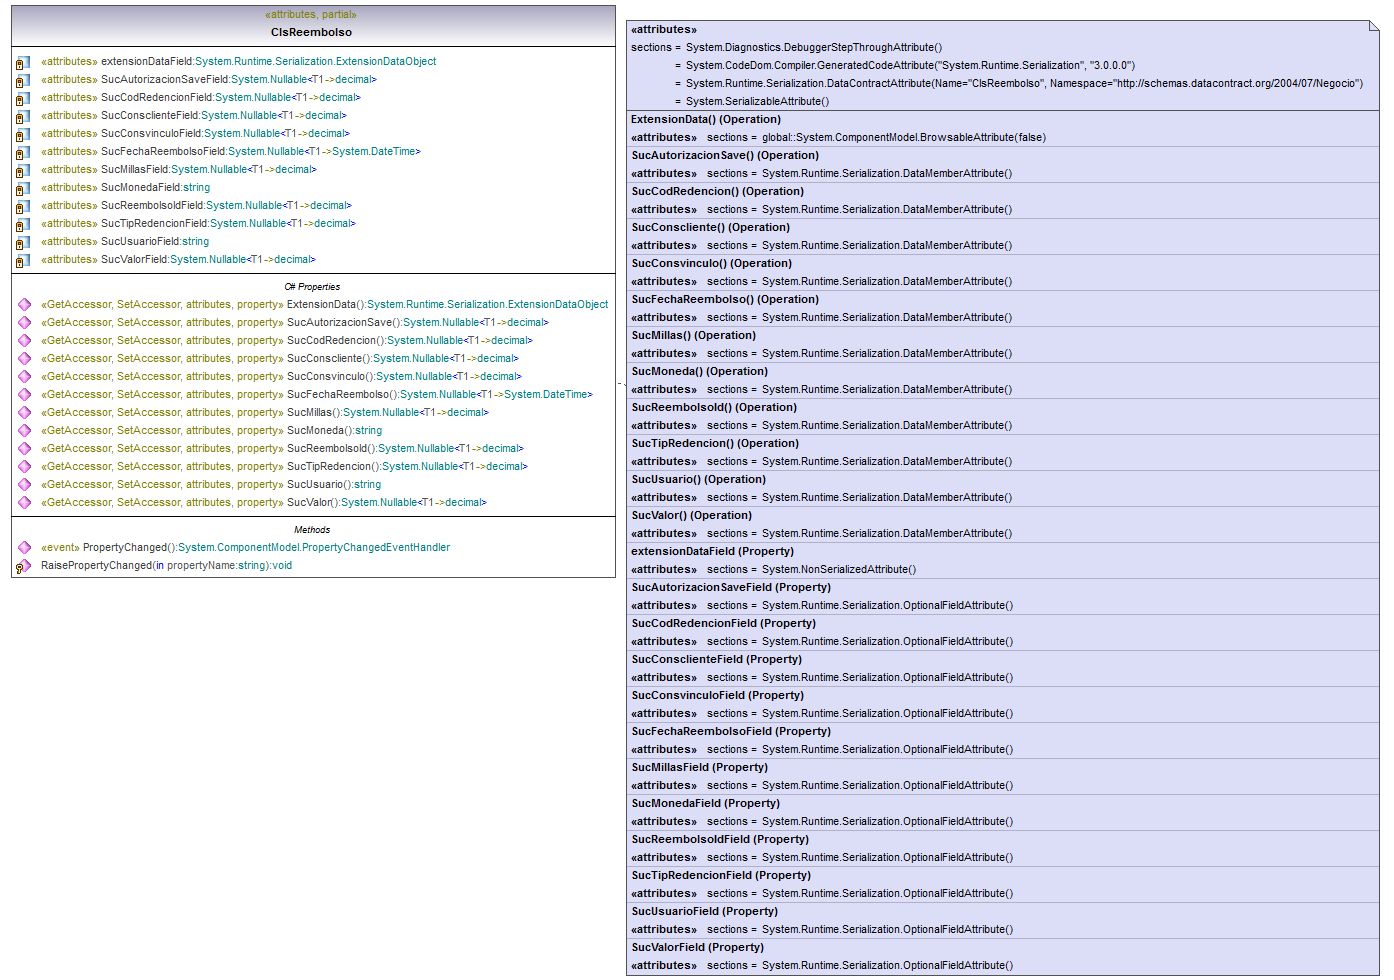 «attributes, partial»
ClsReembolso
«attributes» extensionDataField:System.Runtime.Serialization.ExtensionDataObject
«attributes» SucAutorizacionSaveField:System.Nullable<T1->decimal>
«attributes» SucCodRedencionField:System.Nullable<T1->decimal>
«attributes» SucConsclienteField:System.Nullable<T1->decimal>
«attributes» SucConsvinculoField:System.Nullable<T1->decimal>
«attributes» SucFechaReembolsoField:System.Nullable<T1->System.DateTime>
«attributes» SucMillasField:System.Nullable<T1->decimal>
«attributes» SucMonedaField:string
«attributes» SucReembolsoIdField:System.Nullable<T1->decimal>
«attributes» SucTipRedencionField:System.Nullable<T1->decimal>
«attributes» SucUsuarioField:string
«attributes» SucValorField:System.Nullable<T1->decimal>
C# Properties
«GetAccessor, SetAccessor, attributes, property» ExtensionData():System.Runtime.Serialization.ExtensionDataObject
«GetAccessor, SetAccessor, attributes, property» SucAutorizacionSave():System.Nullable<T1->decimal>
«GetAccessor, SetAccessor, attributes, property» SucCodRedencion():System.Nullable<T1->decimal>
«GetAccessor, SetAccessor, attributes, property» SucConscliente():System.Nullable<T1->decimal>
«GetAccessor, SetAccessor, attributes, property» SucConsvinculo():System.Nullable<T1->decimal>
«GetAccessor, SetAccessor, attributes, property» SucFechaReembolso():System.Nullable<T1->System.DateTime>
«GetAccessor, SetAccessor, attributes, property» SucMillas():System.Nullable<T1->decimal>
«GetAccessor, SetAccessor, attributes, property» SucMoneda():string
«GetAccessor, SetAccessor, attributes, property» SucReembolsoId():System.Nullable<T1->decimal>
«GetAccessor, SetAccessor, attributes, property» SucTipRedencion():System.Nullable<T1->decimal>
«GetAccessor, SetAccessor, attributes, property» SucUsuario():string
«GetAccessor, SetAccessor, attributes, property» SucValor():System.Nullable<T1->decimal>
Methods
«event» PropertyChanged():System.ComponentModel.PropertyChangedEventHandler
RaisePropertyChanged(in propertyName:string):void
«attributes»
sections = System.Diagnostics.DebuggerStepThroughAttribute()
= System.CodeDom.Compiler.GeneratedCodeAttribute("System.Runtime.Serialization", "3.0.0.0")
= System.Runtime.Serialization.DataContractAttribute(Name="ClsReembolso", Namespace="http://schemas.datacontract.org/2004/07/Negocio")
= System.SerializableAttribute()
ExtensionData() (Operation)
«attributes» sections = global::System.ComponentModel.BrowsableAttribute(false)
SucAutorizacionSave() (Operation)
«attributes» sections = System.Runtime.Serialization.DataMemberAttribute()
SucCodRedencion() (Operation)
«attributes» sections = System.Runtime.Serialization.DataMemberAttribute()
SucConscliente() (Operation)
«attributes» sections = System.Runtime.Serialization.DataMemberAttribute()
SucConsvinculo() (Operation)
«attributes» sections = System.Runtime.Serialization.DataMemberAttribute()
SucFechaReembolso() (Operation)
«attributes» sections = System.Runtime.Serialization.DataMemberAttribute()
SucMillas() (Operation)
«attributes» sections = System.Runtime.Serialization.DataMemberAttribute()
SucMoneda() (Operation)
«attributes» sections = System.Runtime.Serialization.DataMemberAttribute()
SucReembolsoId() (Operation)
«attributes» sections = System.Runtime.Serialization.DataMemberAttribute()
SucTipRedencion() (Operation)
«attributes» sections = System.Runtime.Serialization.DataMemberAttribute()
SucUsuario() (Operation)
«attributes» sections = System.Runtime.Serialization.DataMemberAttribute()
SucValor() (Operation)
«attributes» sections = System.Runtime.Serialization.DataMemberAttribute()
extensionDataField (Property)
«attributes» sections = System.NonSerializedAttribute()
SucAutorizacionSaveField (Property)
«attributes» sections = System.Runtime.Serialization.OptionalFieldAttribute()
SucCodRedencionField (Property)
«attributes» sections = System.Runtime.Serialization.OptionalFieldAttribute()
SucConsclienteField (Property)
«attributes» sections = System.Runtime.Serialization.OptionalFieldAttribute()
SucConsvinculoField (Property)
«attributes» sections = System.Runtime.Serialization.OptionalFieldAttribute()
SucFechaReembolsoField (Property)
«attributes» sections = System.Runtime.Serialization.OptionalFieldAttribute()
SucMillasField (Property)
«attributes» sections = System.Runtime.Serialization.OptionalFieldAttribute()
SucMonedaField (Property)
«attributes» sections = System.Runtime.Serialization.OptionalFieldAttribute()
SucReembolsoIdField (Property)
«attributes» sections = System.Runtime.Serialization.OptionalFieldAttribute()
SucTipRedencionField (Property)
«attributes» sections = System.Runtime.Serialization.OptionalFieldAttribute()
SucUsuarioField (Property)
«attributes» sections = System.Runtime.Serialization.OptionalFieldAttribute()
SucValorField (Property)
«attributes» sections = System.Runtime.Serialization.OptionalFieldAttribute()